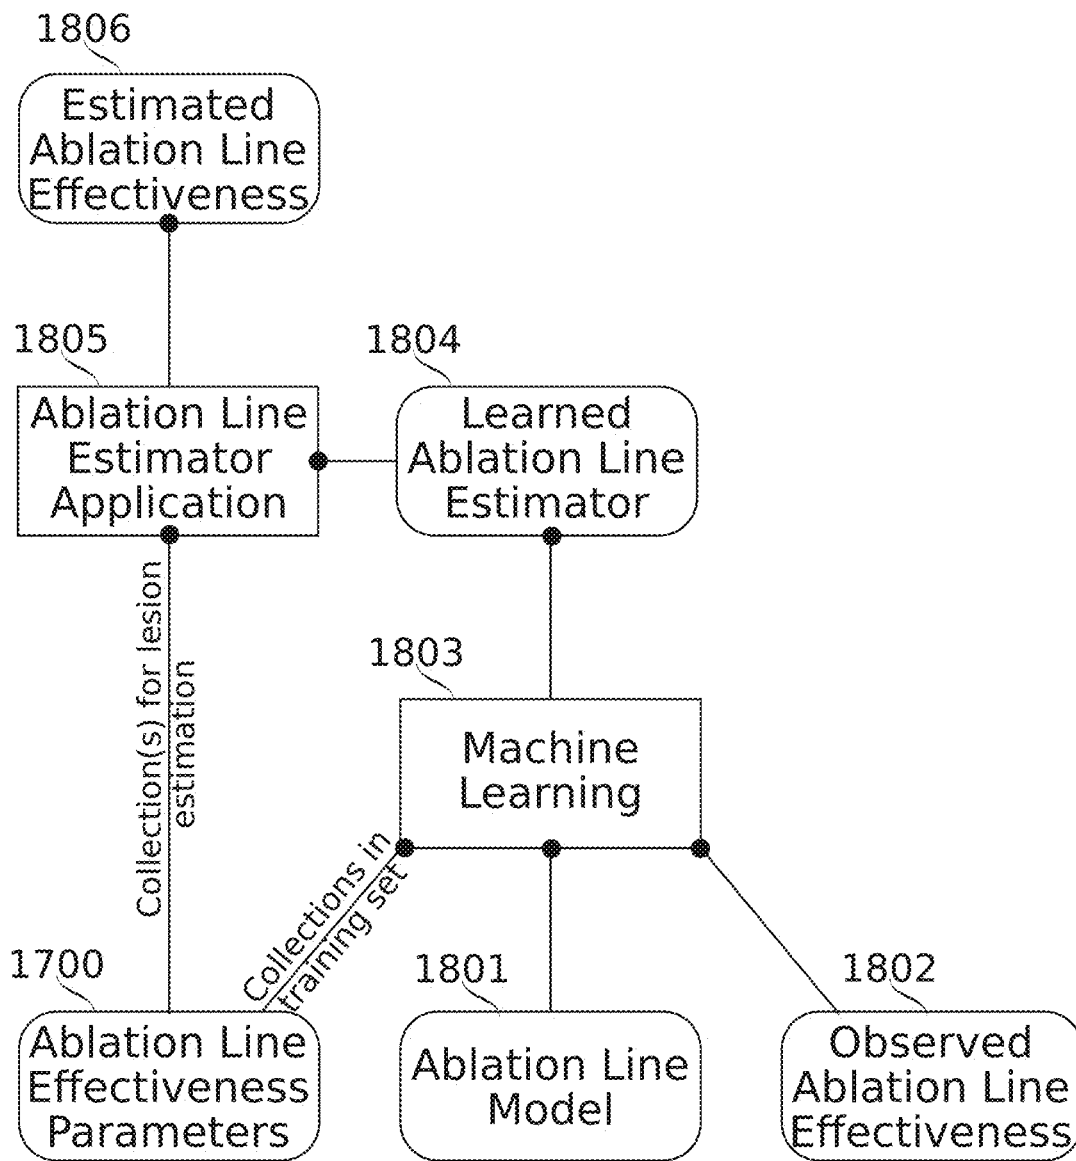 1806
Estimated
Ablation Line
Effectiveness
1805
1804
Ablation Line
Estimator
Application
Learned
Ablation Line
Estimator
Collection(s) for lesion
estimation
1803
Machine
Learning
Collections in
training set
1700
1801
1802
Ablation Line
Effectiveness
Parameters
Ablation Line
Model
Observed
Ablation Line
Effectiveness